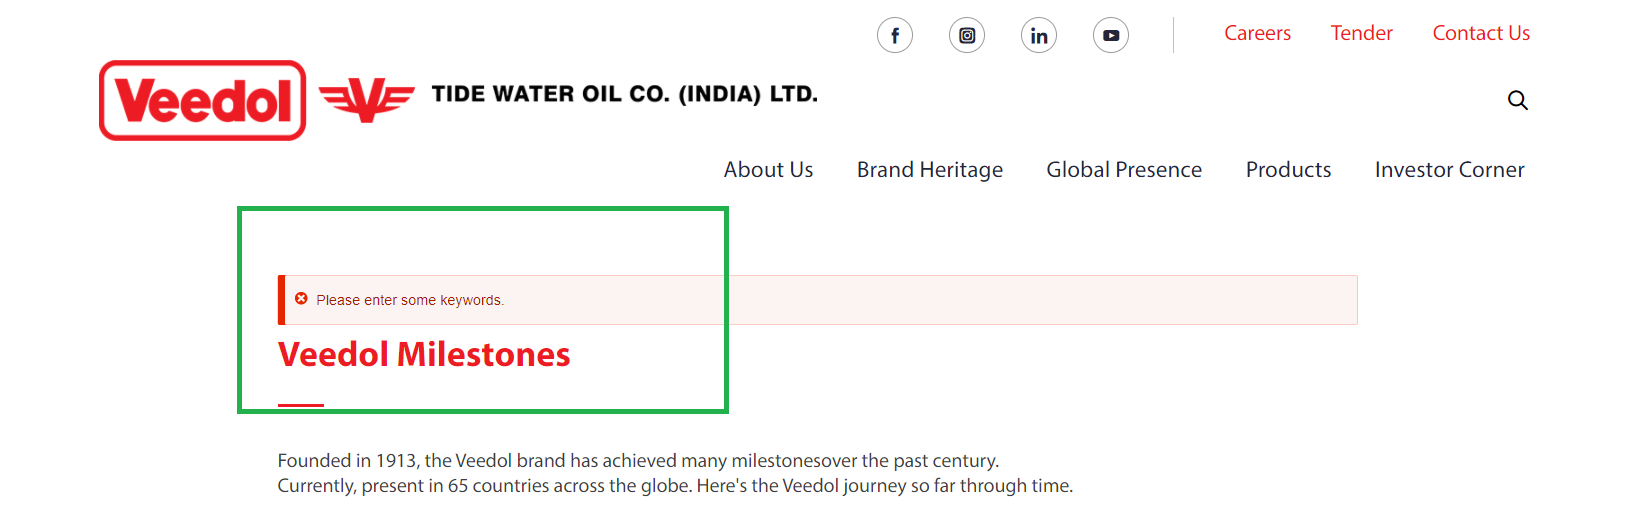 Careers Tender Contact Us
Veedol TIDE WATER OIL CO. (INDIA) LTD.
About Us Brand Heritage Global Presence Products Investor Corner
Please enter some keywords.
Veedol Milestones
Founded in 1913, the Veedol brand has achieved many milestonesover the past century.
Currently, present in 65 countries across the globe. Here's the Veedol journey so far through time.